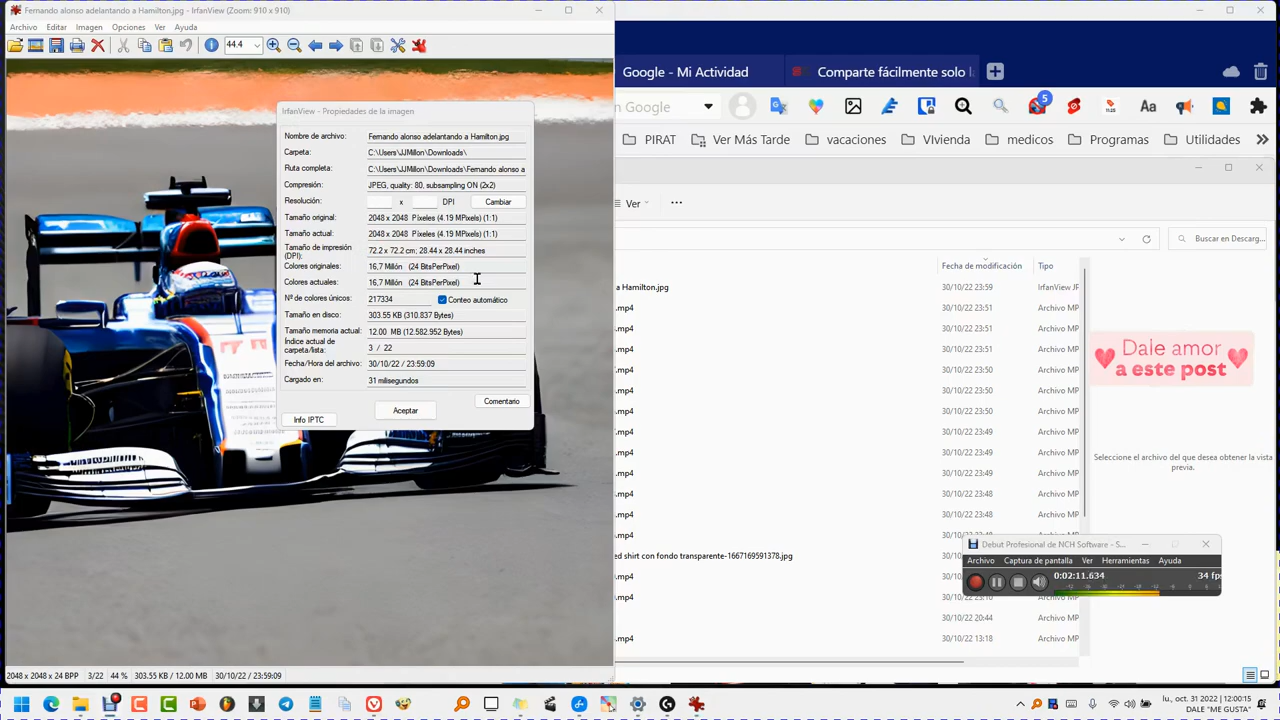 Fernando alonso adelantando a Hamilton.jpg - IrfanView (Zoom: 910 x 910)
Archivo Editar Imagen Opciones Ver Ayuda
44.4
IrfanView - Propiedades de la imagen
Nombre de archivo: Fernando alonso adelantando a Hamilton.jpg
Carpeta: C:\Users\JJMillon\Downloads\
Ruta completa: C:\Users\JJMillon\Downloads\Fernando alonso a
Compresión: JPEG, quality: 80, subsampling ON (2x2)
Resolución: x DPI Cambiar
Tamaño original: 2048 x 2048 Píxeles (4.19 MPixels) (1:1)
Tamaño actual: 2048 x 2048 Píxeles (4.19 MPixels) (1:1)
Tamaño de impresión (DPI): 72.2 x 72.2 cm; 28.44 x 28.44 inches
Colores originales: 16,7 Millón (24 BitsPerPixel)
Colores actuales: 16,7 Millón (24 BitsPerPixel)
Nº de colores únicos: 217334 Conteo automático
Tamaño en disco: 303.55 KB (310.837 Bytes)
Tamaño memoria actual: 12.00 MB (12.582.952 Bytes)
Índice actual de carpeta/lista: 3 / 22
Fecha/Hora del archivo: 30/10/22 / 23:59:09
Cargado en: 31 milisegundos
Comentario
Aceptar
Info IPTC
2048 x 2048 x 24 BPP 3/22 44 % 303.55 KB / 12.00 MB 30/10/22 / 23:59:09
Google - Mi Actividad Comparte fácilmente solo l
n Google 5 Aa
PIRAT Ver Más Tarde vacaciones VIvienda medicos Programas Utilidades
Ver
Buscar en Descarg...
Fecha de modificación Tipo
a Hamilton.jpg 30/10/22 23:59 IrfanView JP
.mp4 30/10/22 23:51 Archivo MP
.mp4 30/10/22 23:51 Archivo MP
.mp4 30/10/22 23:51 Archivo MP
.mp4 30/10/22 23:50 Archivo MP
.mp4 30/10/22 23:50 Archivo MP
.mp4 30/10/22 23:50 Archivo MP
.mp4 30/10/22 23:49 Archivo MP
.mp4 30/10/22 23:49 Archivo MP
.mp4 30/10/22 23:49 Archivo MP
.mp4 30/10/22 23:48 Archivo MP
.mp4 30/10/22 23:48 Archivo MP
.mp4
ed shirt con fondo transparente-1667169591378.jpg
.mp4
.mp4
.mp4 30/10/22 20:44 Archivo MP
.mp4 30/10/22 13:18 Archivo MP
Dale amor
a este post
Seleccione el archivo del que desea obtener la vista
previa.
Debut Profesional de NCH Software - S...
Archivo Captura de pantalla Ver Herramientas Ayuda
0:02:11.634 34 fps
lu., oct. 31 2022 | 12:00:15
DALE "ME GUSTA"